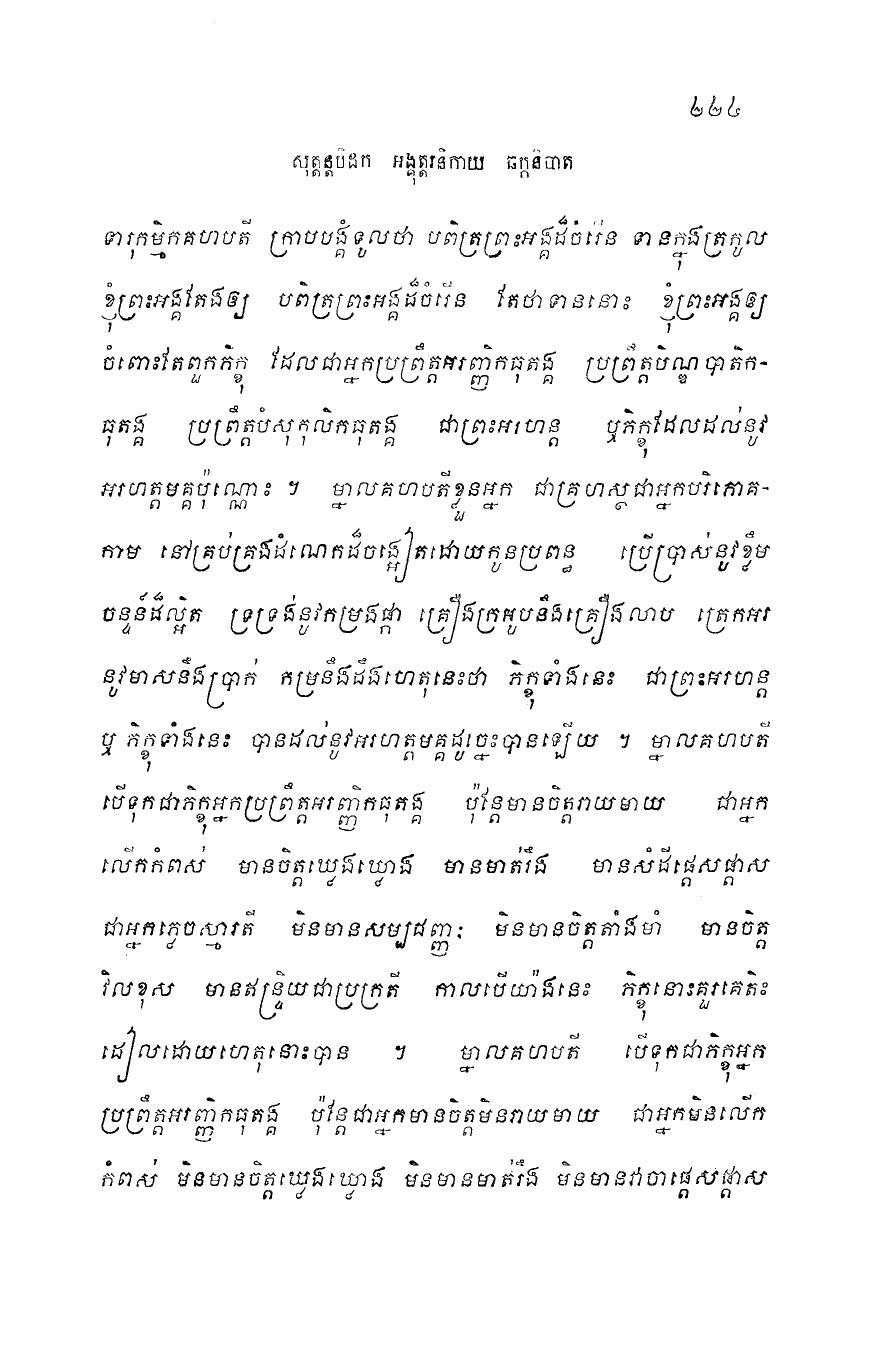 ២២៤
សុត្តន្តបិដក អង្គុត្តរនិកាយ ឆក្កនិបាត
ទារុកម្មិកគហបតី ក្រាបបង្គំទូលថា បពិត្រព្រះអង្គដ៏ចំរើន ទានក្នុងត្រកូល
ខ្ញុំព្រះអង្គតែងឲ្យ បពិត្រព្រះអង្គដ៏ចំរើន តែថាទាននោះ ខ្ញុំព្រះអង្គឲ្យ
ចំពោះតែពួកភិក្ខុ ដែលជាអ្នកប្រព្រឹត្តអរញ្ញិកធុតង្គ ប្រព្រឹត្តបិណ្ឌបាតិក-
ធុតង្គ ប្រព្រឹត្តបំសុកុលិកធុតង្គ ជាព្រះអរហន្ត ឬភិក្ខុដែលដល់នូវ
អរហត្តមគ្គប៉ុណ្ណោះ ។ ម្នាលគហបតីខ្លួនអ្នក ជាគ្រហស្ថជាអ្នកបរិភោគ-
កាម នៅគ្រប់គ្រងដំណេកដ៏ចង្អៀតដោយកូនប្រពន្ធ ប្រើប្រាស់នូវខ្លឹម
ចន្ទន៍ដ៏ល្អិត ទ្រទ្រង់នូវកម្រងផ្កា គ្រឿងក្រអូបនឹងគ្រឿងលាប ត្រេកអរ
នូវមាសនឹងប្រាក់ កម្រនឹងដឹងហេតុនេះថា ភិក្ខុទាំងនេះ ជាព្រះអរហន្ត
ឬ ភិក្ខុទាំងនេះ បានដល់នូវអរហត្តមគ្គដូច្នេះបានឡើយ ។ ម្នាលគហបតី
បើទុកជាភិក្ខុអ្នកប្រព្រឹត្តអរញ្ញិកធុតង្គ ប៉ុន្តែមានចិត្តរាយមាយ ជាអ្នក
លើកកំពស់ មានចិត្តឃ្មេងឃ្មោង មានមាត់រឹង មានសំដីផ្តេសផ្តាស
ជាអ្នកភ្លេចស្មារតី មិនមានសម្បជញ្ញៈ មិនមានចិត្តតាំងមាំ មានចិត្ត
វិលខុស មានឥន្ទ្រិយជាប្រក្រតី កាលបើយ៉ាងនេះ ភិក្ខុនោះគួរគេតិះ
ដៀលដោយហេតុនោះបាន ។ ម្នាលគហបតី បើទុកជាភិក្ខុអ្នក
ប្រព្រឹត្តអរញ្ញិកធុតង្គ ប៉ុន្តែជាអ្នកមានចិត្តមិនរាយមាយ ជាអ្នកមិនលើក
កំពស់ មិនមានចិត្តឃ្មេងឃ្មោង មិនមានមាត់រឹង មិនមានវាចាផ្តេសផ្តាស